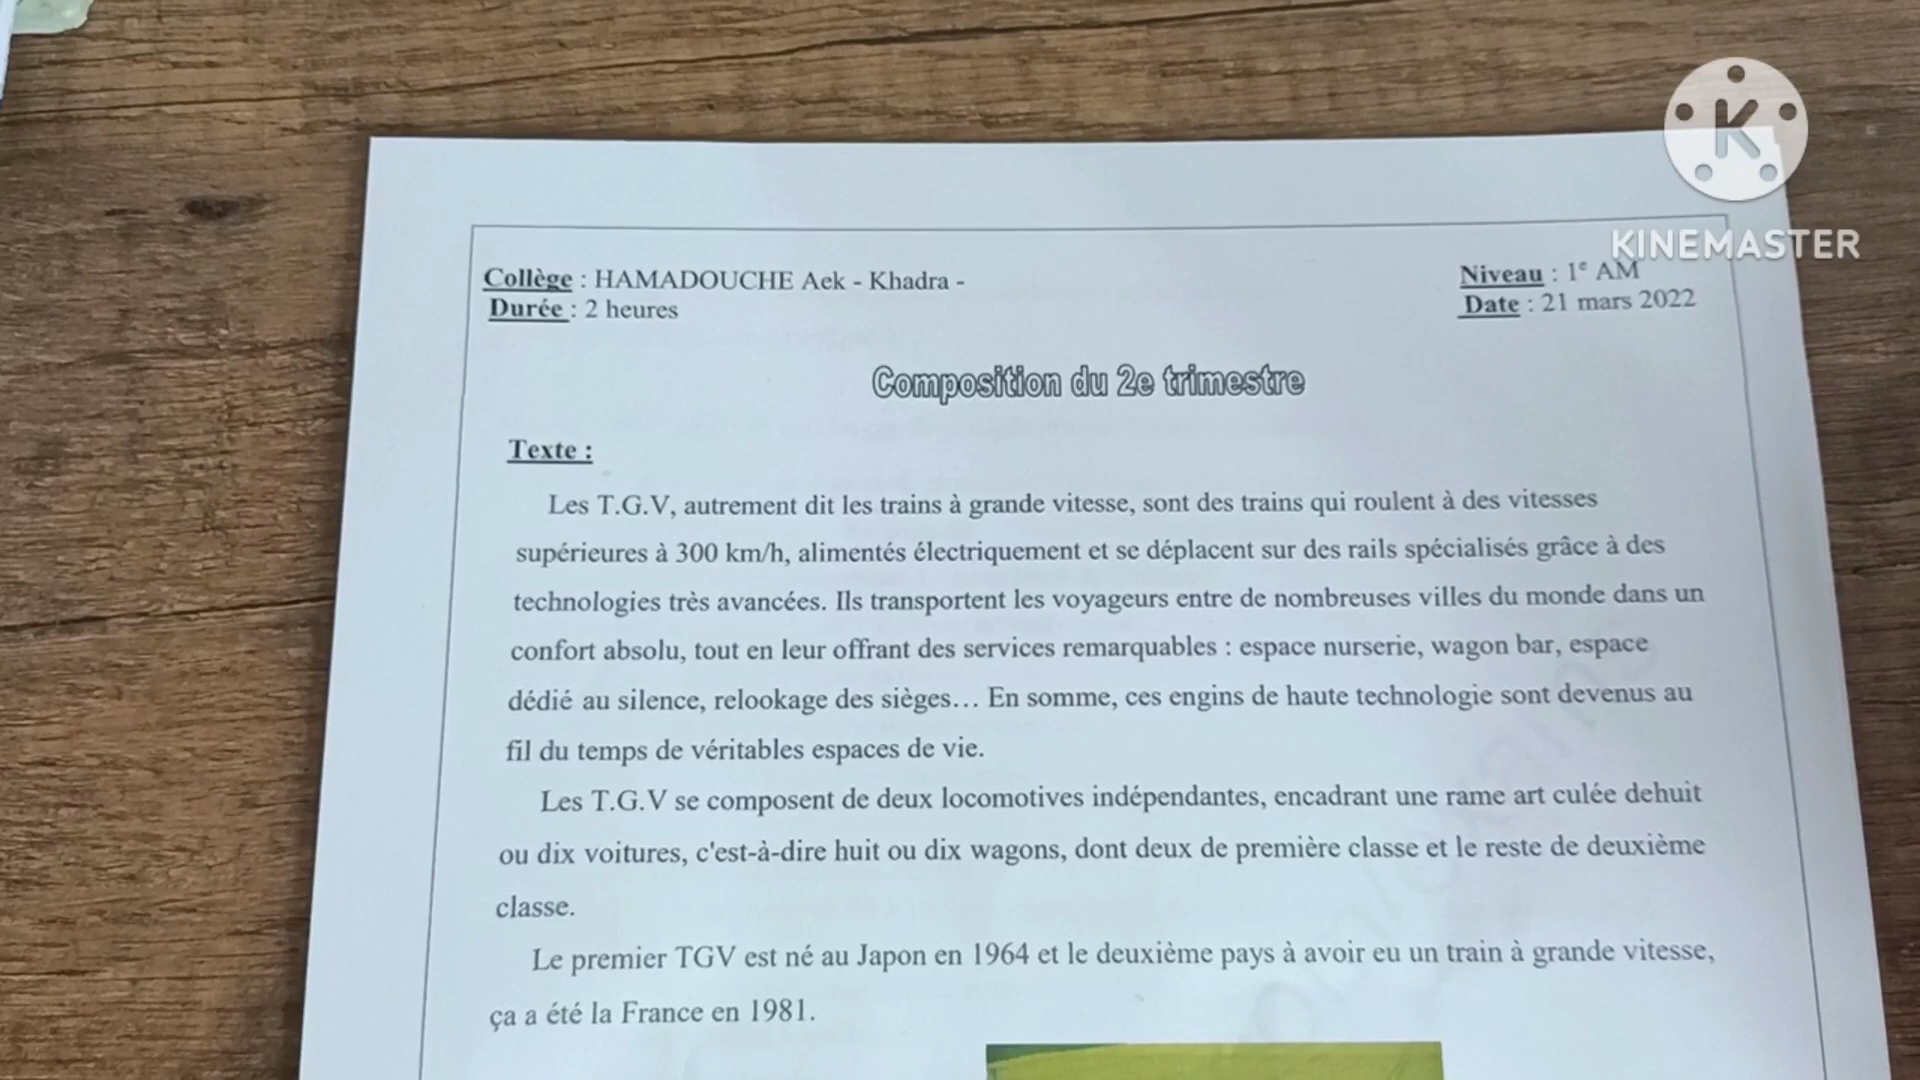 KINEMASTER
Collège : HAMADOUCHE Aek - Khadra -
Niveau : 1e AM
Durée : 2 heures
Date : 21 mars 2022
Composition du 2e trimestre
Texte :
Les T.G.V, autrement dit les trains à grande vitesse, sont des trains qui roulent à des vitesses
supérieures à 300 km/h, alimentés électriquement et se déplacent sur des rails spécialisés grâce à des
technologies très avancées. Ils transportent les voyageurs entre de nombreuses villes du monde dans un
confort absolu, tout en leur offrant des services remarquables : espace nurserie, wagon bar, espace
dédié au silence, relookage des sièges… En somme, ces engins de haute technologie sont devenus au
fil du temps de véritables espaces de vie.
Les T.G.V se composent de deux locomotives indépendantes, encadrant une rame art culée dehuit
ou dix voitures, c'est-à-dire huit ou dix wagons, dont deux de première classe et le reste de deuxième
classe.
Le premier TGV est né au Japon en 1964 et le deuxième pays à avoir eu un train à grande vitesse,
ça a été la France en 1981.